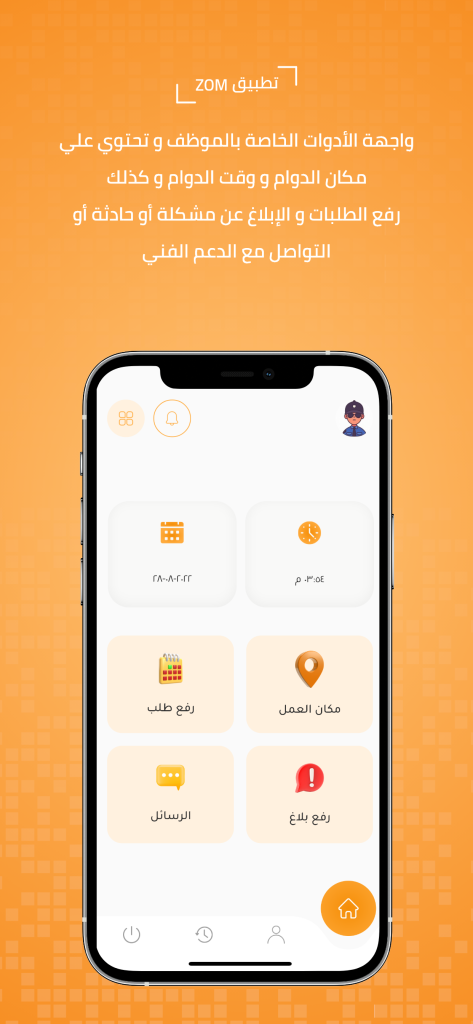 تطبيق ZOM
واجهة الأدوات الخاصة بالموظف و تحتوي علي
مكان الدوام و وقت الدوام و كذلك
رفع الطلبات و الإبلاغ عن مشكلة أو حادثة أو
التواصل مع الدعم الفني
٠٣:٥٤ م
٢٨-٠٨-٢٠٢٢
مكان العمل
رفع طلب
رفع بلاغ
الرسائل